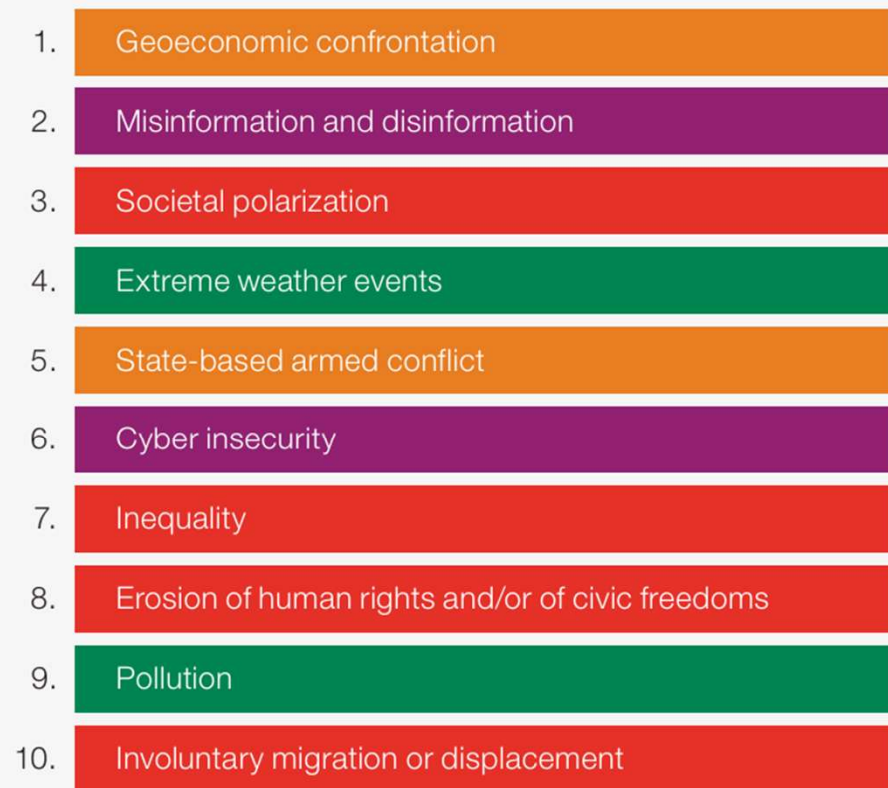 1. Geoeconomic confrontation
2. Misinformation and disinformation
3. Societal polarization
4. Extreme weather events
5. State-based armed conflict
6. Cyber insecurity
7. Inequality
8. Erosion of human rights and/or of civic freedoms
9. Pollution
10. Involuntary migration or displacement